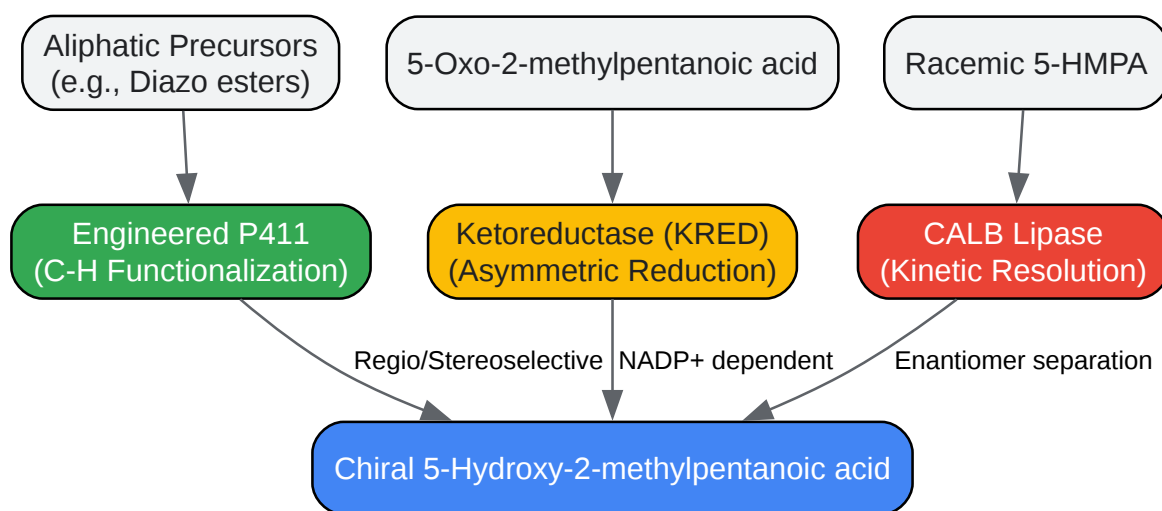 Aliphatic Precursors
(e.g., Diazo esters)
5-Oxo-2-methylpentanoic acid
Racemic 5-HMPA
Engineered P411
(C-H Functionalization)
Ketoreductase (KRED)
(Asymmetric Reduction)
CALB Lipase
(Kinetic Resolution)
Regio/Stereoselective
NADP+ dependent
Enantiomer separation
Chiral 5-Hydroxy-2-methylpentanoic acid